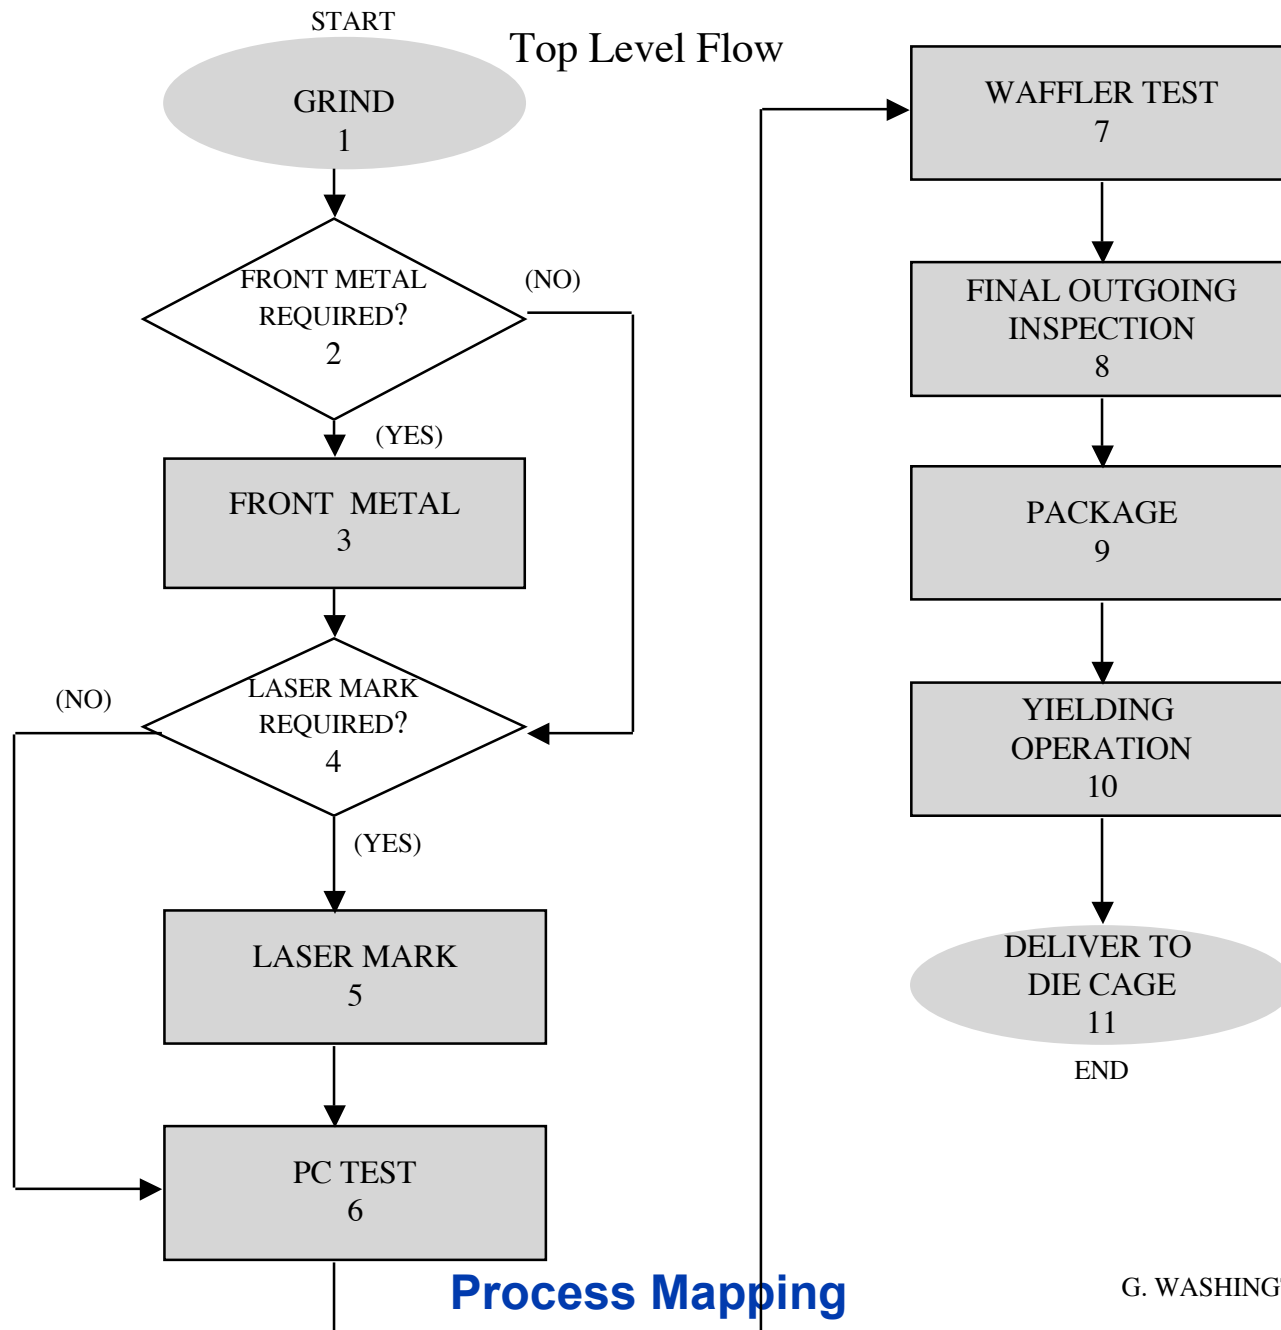 START
Top Level Flow
GRIND
1
FRONT METAL
REQUIRED?
2
(NO)
(YES)
FRONT  METAL
3
LASER MARK
REQUIRED?
4
(NO)
(YES)
LASER MARK
5
PC TEST
6
WAFFLER TEST
7
FINAL OUTGOING
INSPECTION
8
PACKAGE
9
YIELDING
OPERATION
10
DELIVER TO
DIE CAGE
11
END
Process Mapping
G.